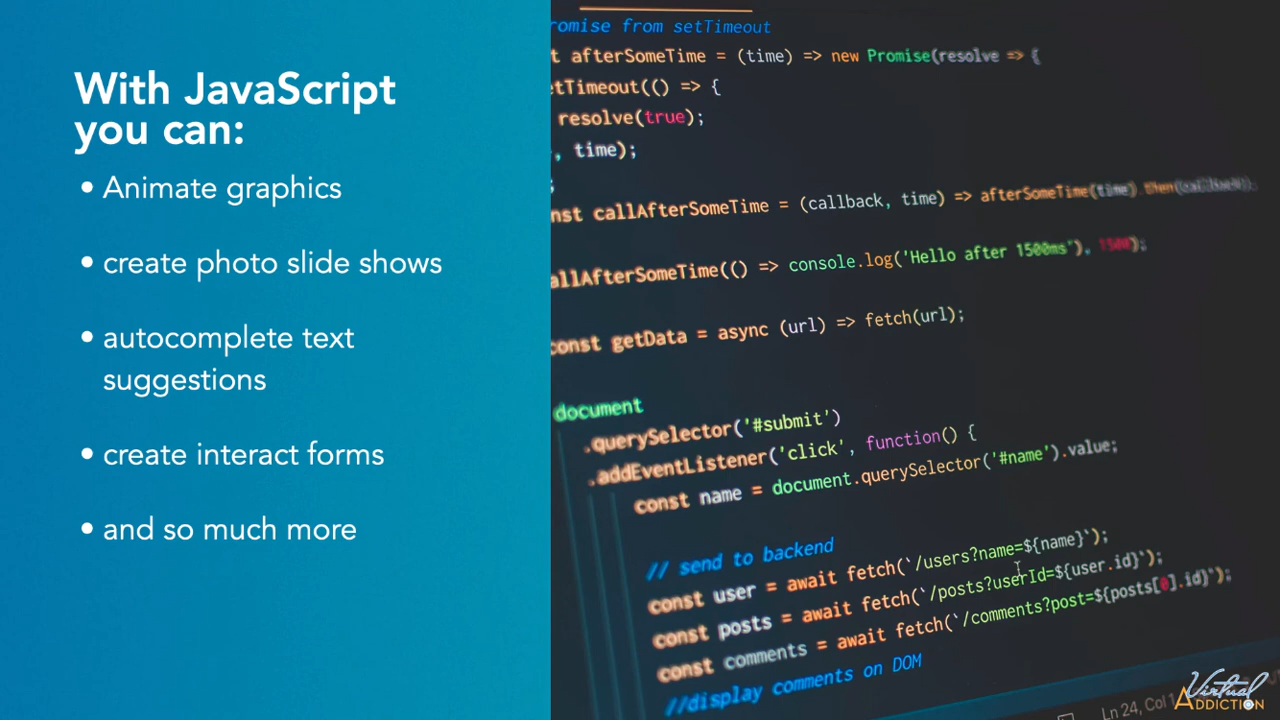 With JavaScript
you can:
• Animate graphics
• create photo slide shows
• autocomplete text
suggestions
• create interact forms
• and so much more
romise from setTimeout
t afterSomeTime = (time) => new Promise(resolve => {
etTimeout(() => {
resolve(true);
, time);
;
nst callAfterSomeTime = (callback, time) => afterSomeTime(time).then(callback);
allAfterSomeTime(() => console.log('Hello after 1500ms'), 1500);
const getData = async (url) => fetch(url);
document
.querySelector('#submit')
.addEventListener('click', function() {
const name = document.querySelector('#name').value;
// send to backend
const user = await fetch(`/users?name=${name}`);
const posts = await fetch(`/posts?userId=${user.id}`);
const comments = await fetch(`/comments?post=${posts[0].id}`);
//display comments on DOM
Ln 24, Col 1
Virtual
ADDICTION